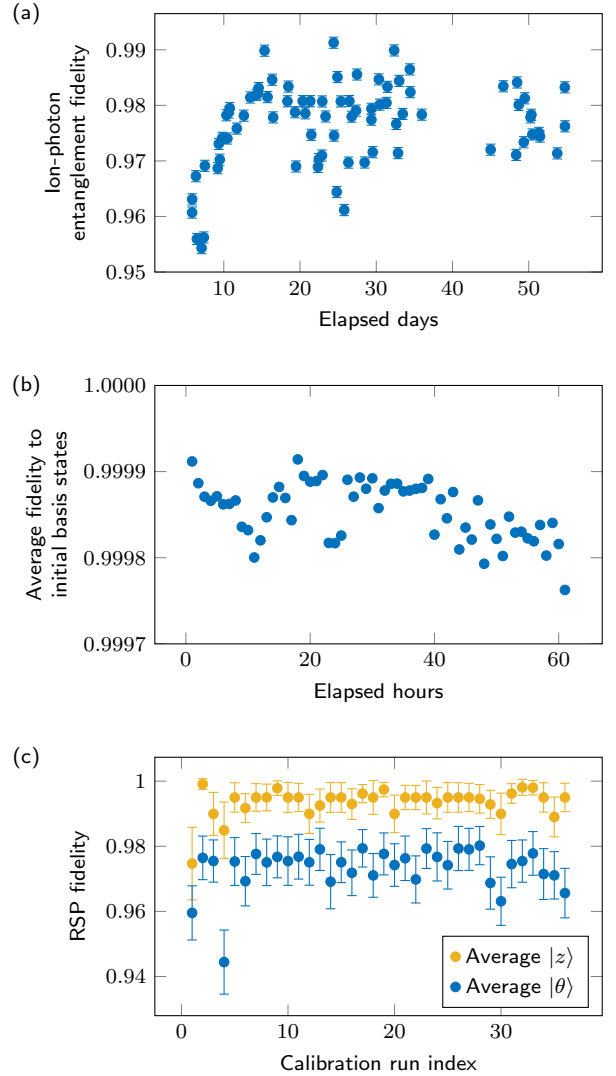 (a)
0.99
0.98
0.97
0.96
0.95
Ion-photon
entanglement fidelity
10 20 30 40 50
Elapsed days
(b)
1.0000
0.9999
0.9998
0.9997
Average fidelity to
initial basis states
0 20 40 60
Elapsed hours
(c)
1
0.98
0.96
0.94
RSP fidelity
Average |z⟩
Average |θ⟩
0 10 20 30
Calibration run index